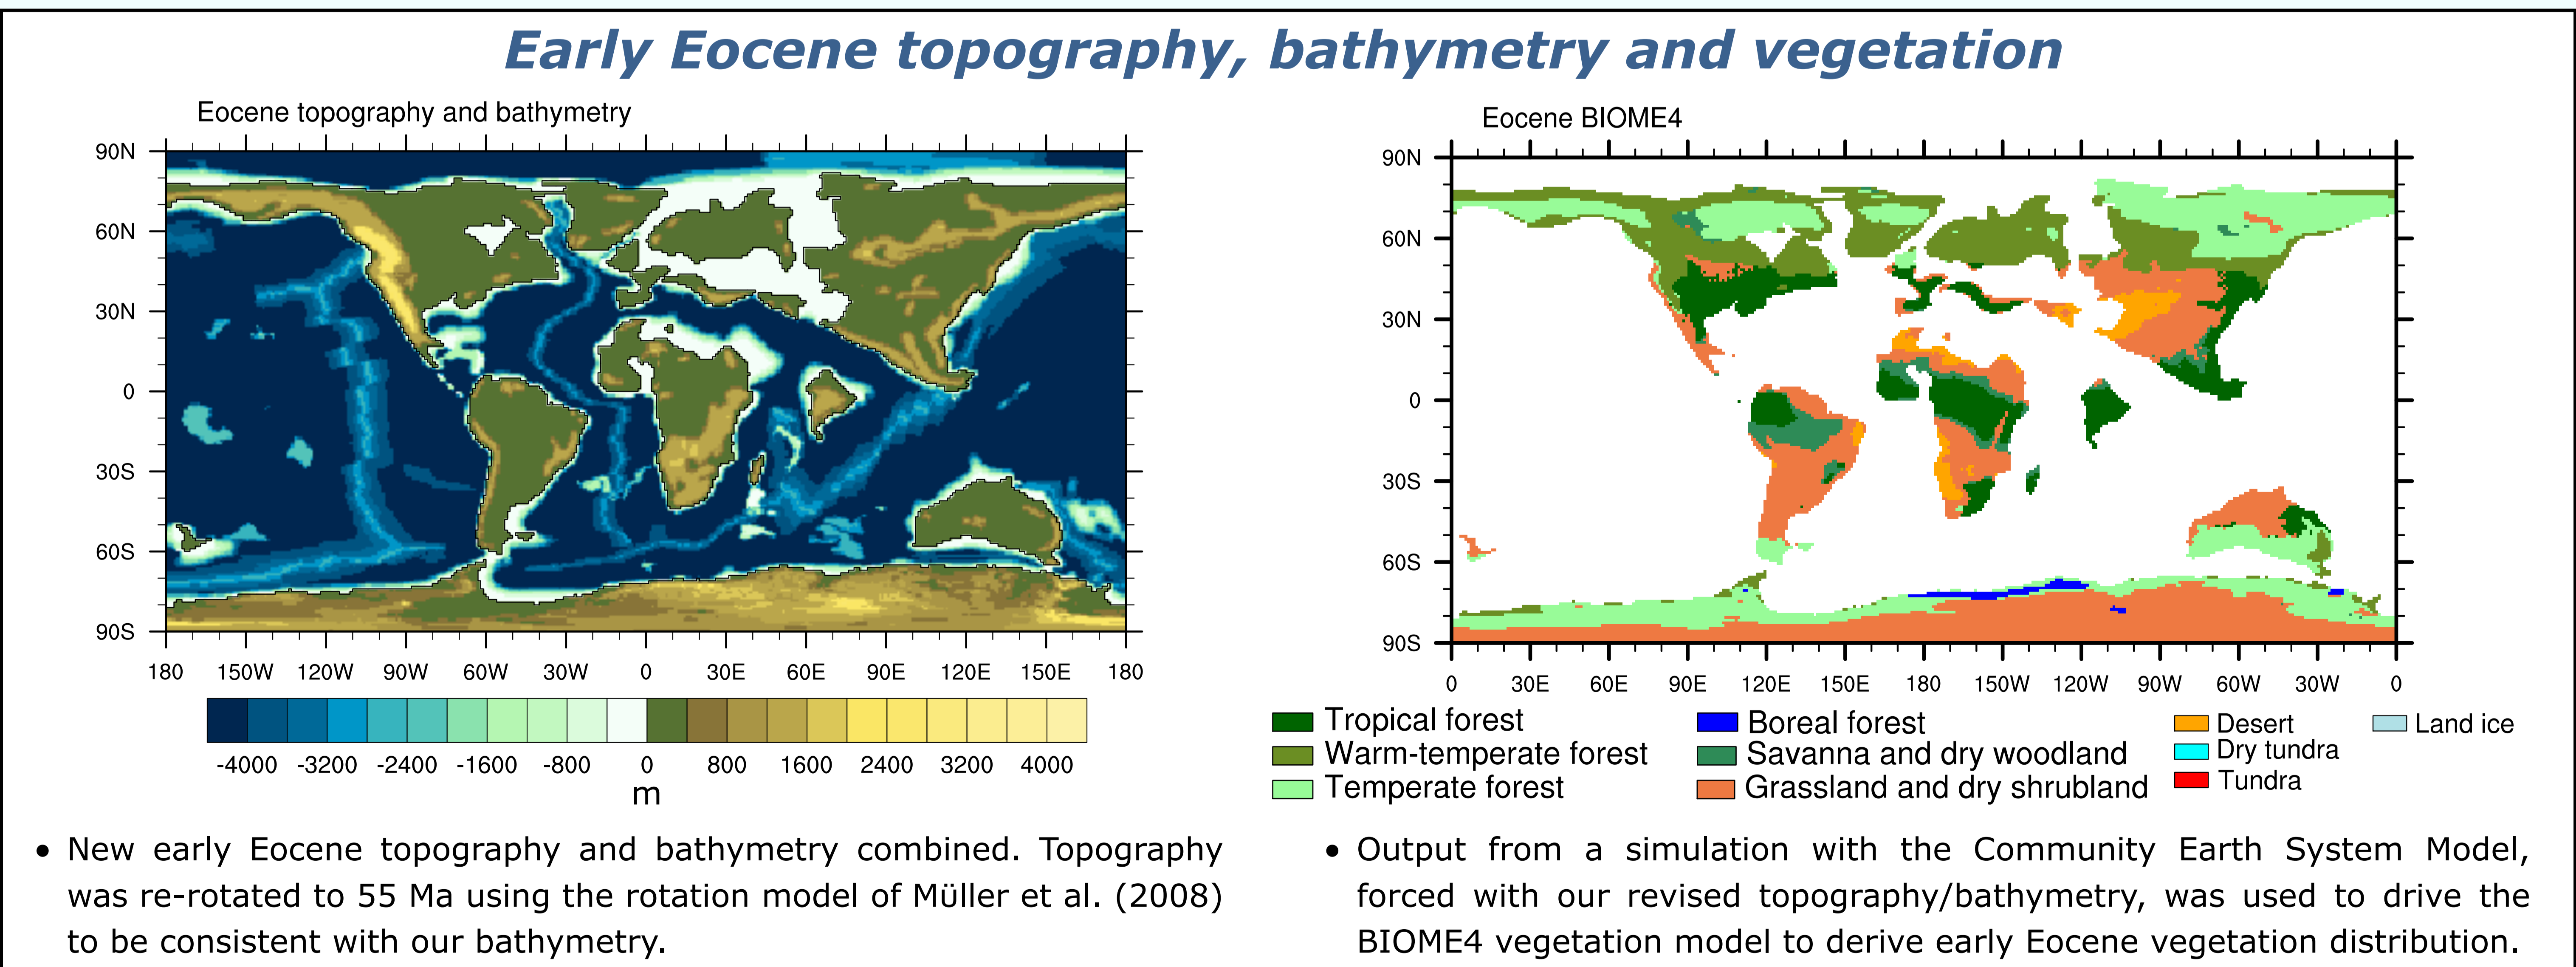 Early Eocene topography, bathymetry and vegetation
Eocene topography and bathymetry
90N
60N
30N
0
30S
60S
90S
180 150W 120W 90W 60W 30W 0 30E 60E 90E 120E 150E 180
-4000 -3200 -2400 -1600 -800 0 800 1600 2400 3200 4000
m
• New early Eocene topography and bathymetry combined. Topography
was re-rotated to 55 Ma using the rotation model of Müller et al. (2008)
to be consistent with our bathymetry.
Eocene BIOME4
90N
60N
30N
0
30S
60S
90S
0 30E 60E 90E 120E 150E 180 150W 120W 90W 60W 30W 0
Tropical forest Boreal forest Desert Land ice
Warm-temperate forest Savanna and dry woodland Dry tundra
Temperate forest Grassland and dry shrubland Tundra
• Output from a simulation with the Community Earth System Model,
forced with our revised topography/bathymetry, was used to drive the
BIOME4 vegetation model to derive early Eocene vegetation distribution.